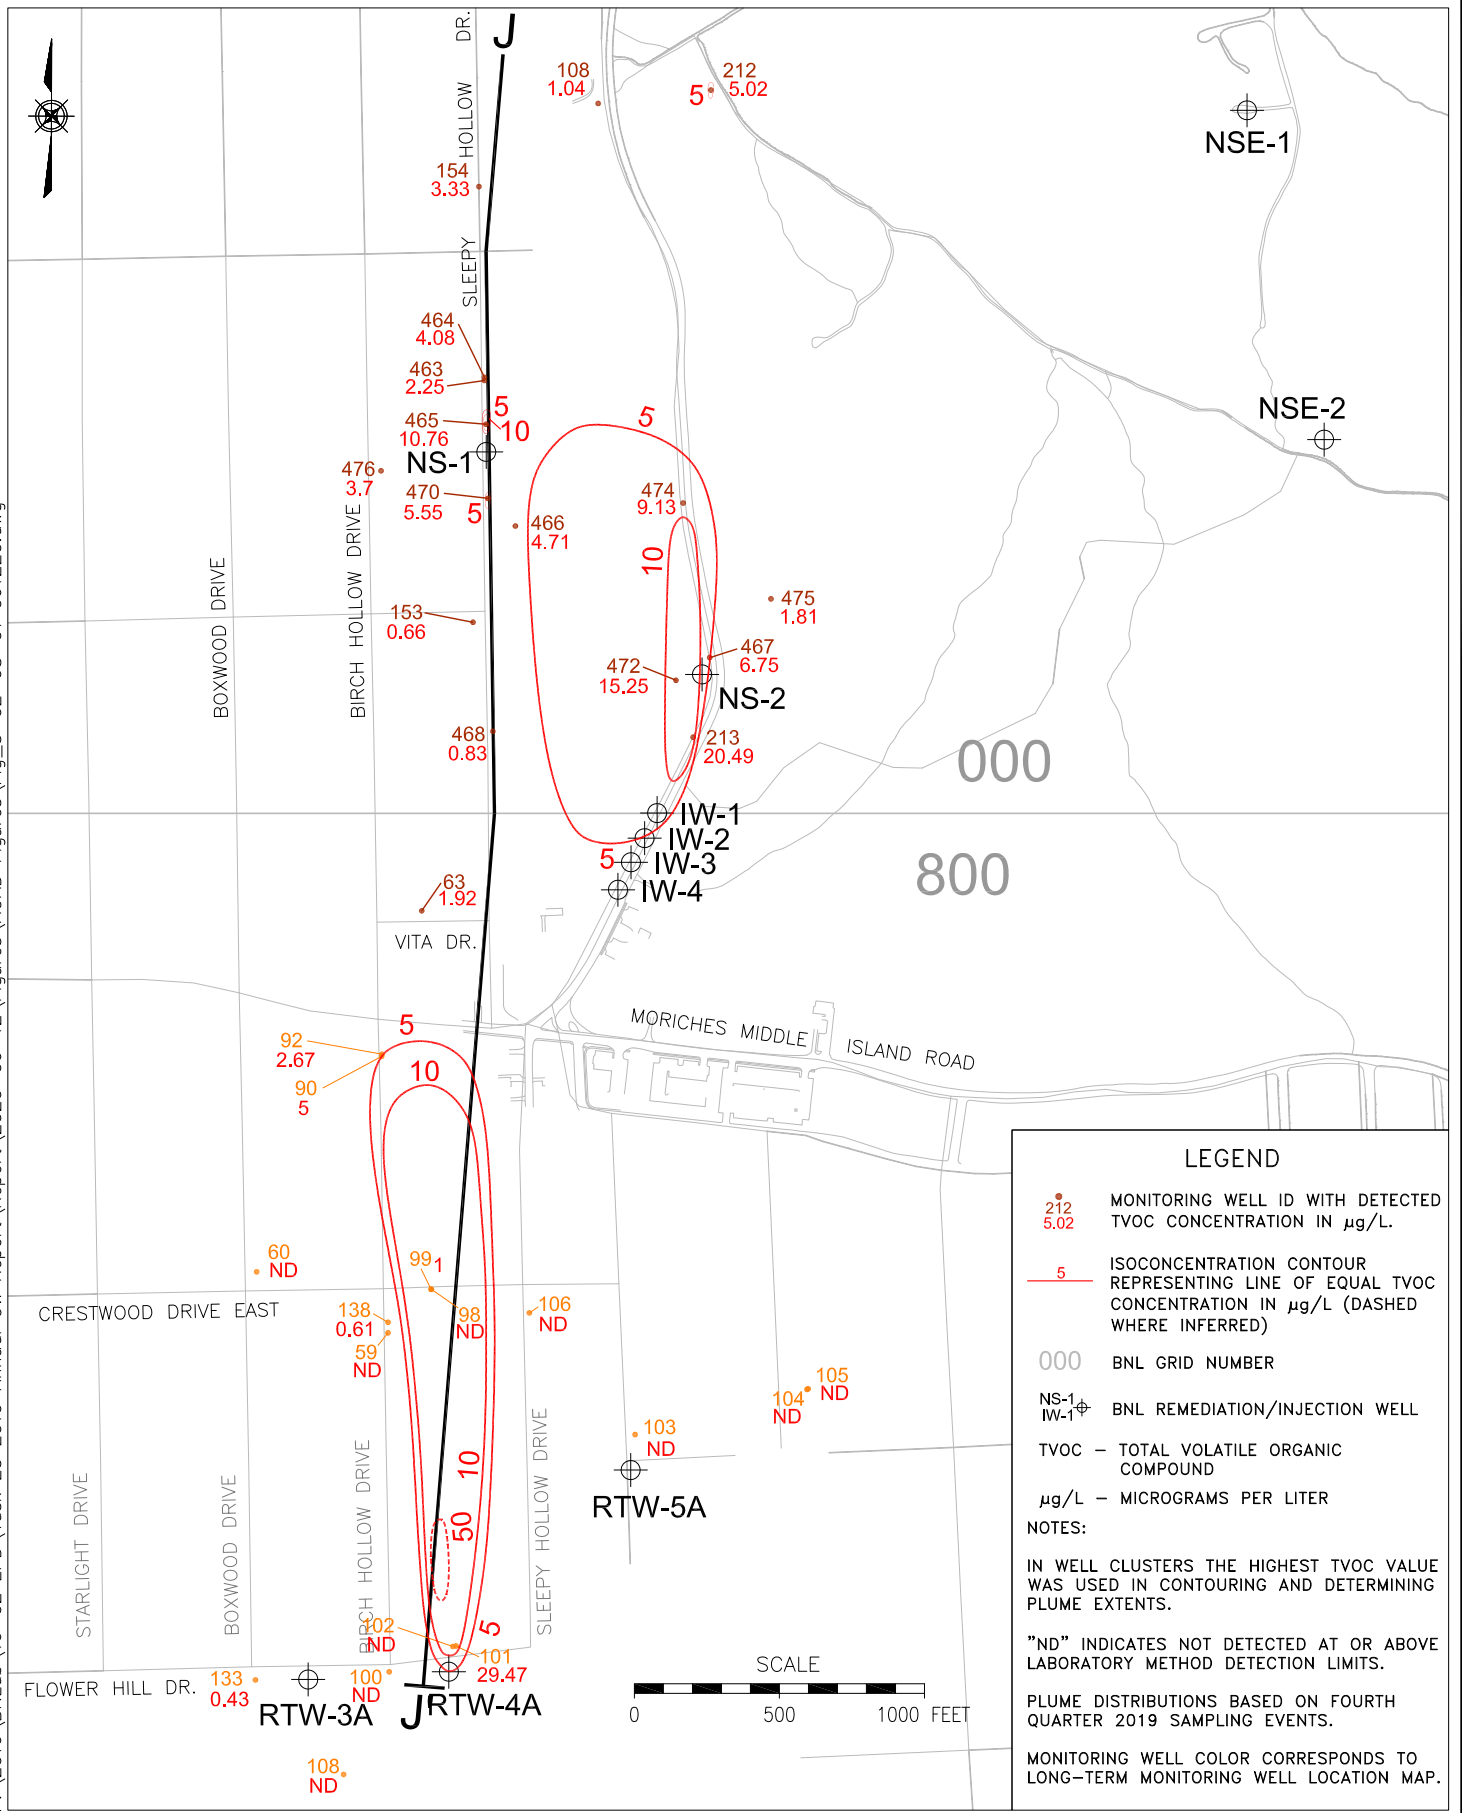 J
SLEEPY HOLLOW DR.
108
1.04
212
5.02
5
NSE-1
154
3.33
464
4.08
463
2.25
5
465
10
10.76
NS-1
476
3.7
470
5.55
5
466
4.71
5
474
9.13
10
NSE-2
475
1.81
467
6.75
472
15.25
NS-2
213
20.49
BOXWOOD DRIVE
BIRCH HOLLOW DRIVE
153
0.66
468
0.83
000
800
IW-1
IW-2
IW-3
IW-4
5
63
1.92
VITA DR.
MORICHES MIDDLE ISLAND ROAD
5
10
92
2.67
90
5
60
ND
99
1
98
ND
CRESTWOOD DRIVE EAST
138
0.61
59
ND
106
ND
105
ND
104
ND
103
ND
RTW-5A
10
50
5
STARLIGHT DRIVE
BOXWOOD DRIVE
BIRCH HOLLOW DRIVE
SLEEPY HOLLOW DRIVE
102
ND
101
29.47
100
ND
133
0.43
FLOWER HILL DR.
RTW-3A
J'
RTW-4A
108
ND
SCALE
0 500 1000 FEET
LEGEND
212
5.02
MONITORING WELL ID WITH DETECTED
TVOC CONCENTRATION IN µg/L.
5
ISOCONCENTRATION CONTOUR
REPRESENTING LINE OF EQUAL TVOC
CONCENTRATION IN µg/L (DASHED
WHERE INFERRED)
000 BNL GRID NUMBER
NS-1
IW-1
BNL REMEDIATION/INJECTION WELL
TVOC – TOTAL VOLATILE ORGANIC
COMPOUND
µg/L – MICROGRAMS PER LITER
NOTES:
IN WELL CLUSTERS THE HIGHEST TVOC VALUE
WAS USED IN CONTOURING AND DETERMINING
PLUME EXTENTS.
"ND" INDICATES NOT DETECTED AT OR ABOVE
LABORATORY METHOD DETECTION LIMITS.
PLUME DISTRIBUTIONS BASED ON FOURTH
QUARTER 2019 SAMPLING EVENTS.
MONITORING WELL COLOR CORRESPONDS TO
LONG–TERM MONITORING WELL LOCATION MAP.